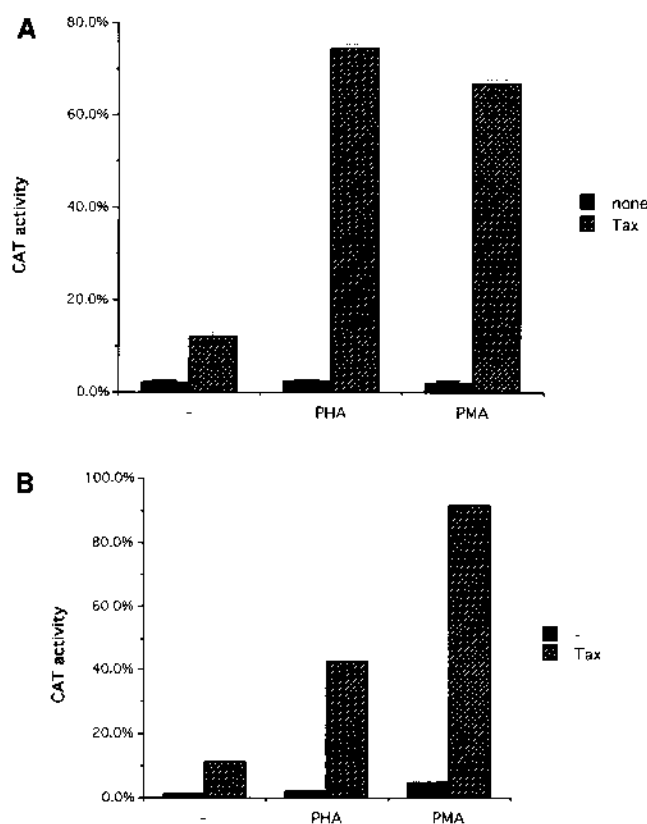 A
80.0%
60.0%
40.0%
20.0%
0.0%
CAT activity
- PHA PMA
none
Tax
B
100.0%
80.0%
60.0%
40.0%
20.0%
0.0%
CAT activity
- PHA PMA
-
Tax